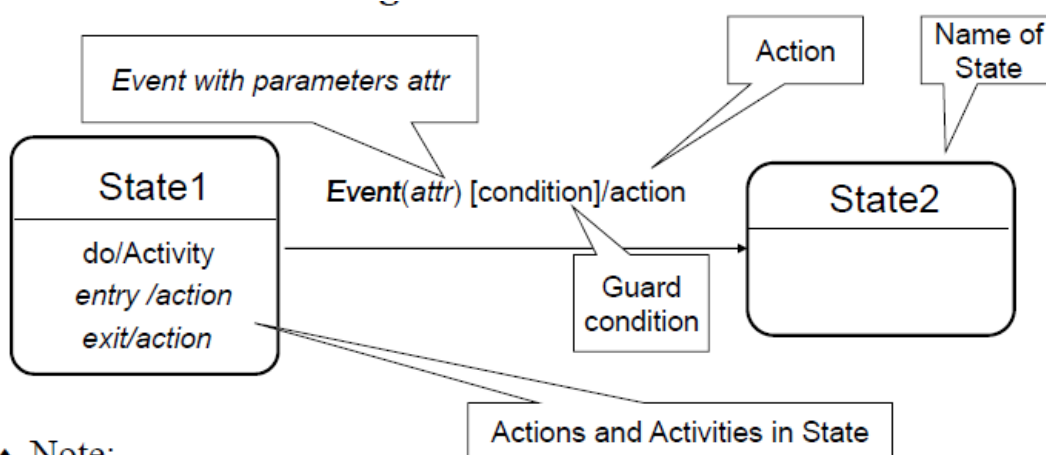 Event with parameters attr
Action
Name of
State
State1
Event(attr) [condition]/action
State2
do/Activity
entry /action
exit/action
Guard
condition
Actions and Activities in State
Note: